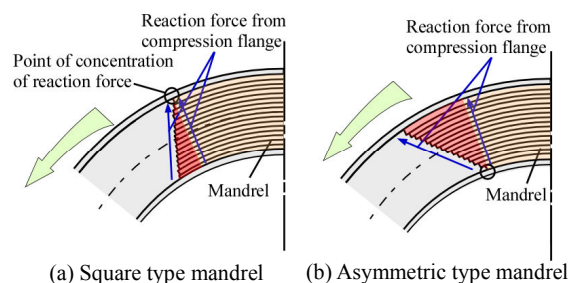 Reaction force from
compression flange
Point of concentration
of reaction force
Mandrel
(a) Square type mandrel
Reaction force from
compression flange
Mandrel
(b) Asymmetric type mandrel